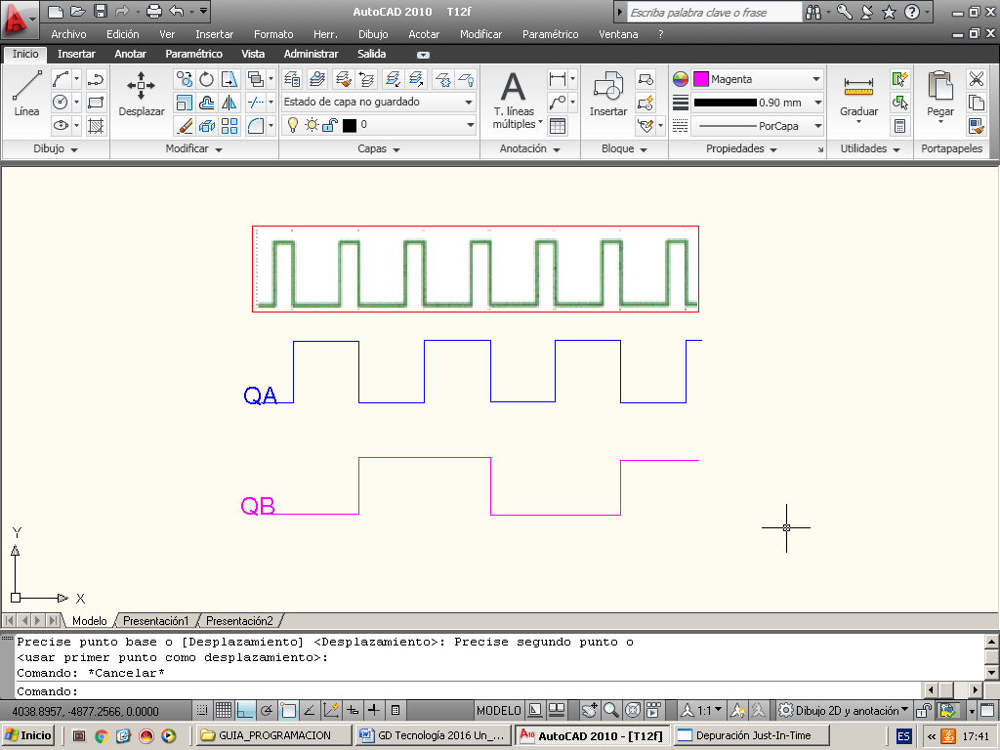 AutoCAD 2010 T12f
Escriba palabra clave o frase
Archivo Edición Ver Insertar Formato Herr. Dibujo Acotar Modificar Paramétrico Ventana ?
Inicio Insertar Anotar Paramétrico Vista Administrar Salida
Línea
Desplazar
Estado de capa no guardado
0
A
T. líneas múltiples
Insertar
Magenta
0.90 mm
PorCapa
Graduar
Pegar
Dibujo Modificar Capas Anotación Bloque Propiedades Utilidades Portapapeles
QA
QB
Y
X
Modelo Presentación1 Presentación2
Precise punto base o [Desplazamiento] <Desplazamiento>: Precise segundo punto o
<usar primer punto como desplazamiento>:
Comando: *Cancelar*
Comando:
4038.8957, -4877.2566, 0.0000 MODELO 1:1 Dibujo 2D y anotación
Inicio GUIA_PROGRAMACION GD Tecnología 2016 Un_... AutoCAD 2010 - [T12f] Depuración Just-In-Time ES « 17:41